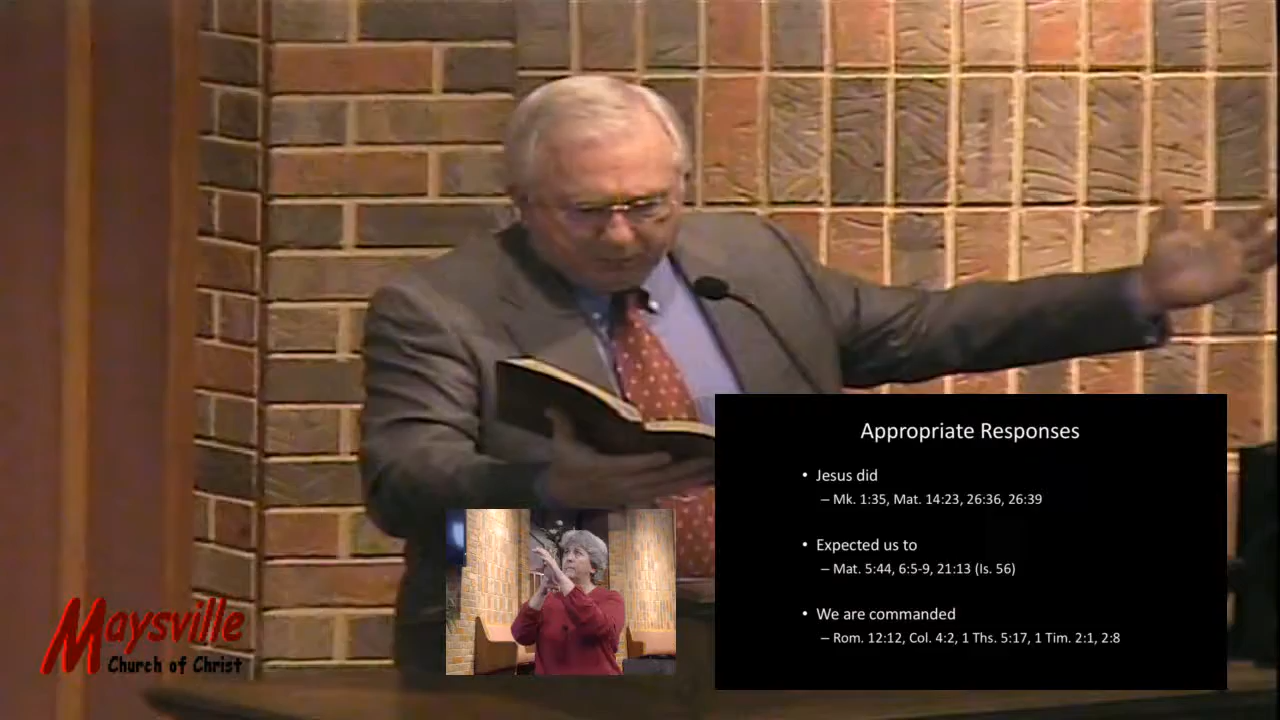 Appropriate Responses
• Jesus did
– Mk. 1:35, Mat. 14:23, 26:36, 26:39
• Expected us to
– Mat. 5:44, 6:5-9, 21:13 (Is. 56)
• We are commanded
– Rom. 12:12, Col. 4:2, 1 Ths. 5:17, 1 Tim. 2:1, 2:8
Maysville
Church of Christ